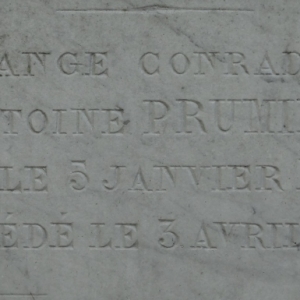 ANGE CONRAD
TOINE PRUM
LE 5 JANVIER
ÉDÉ LE 3 AVRIL